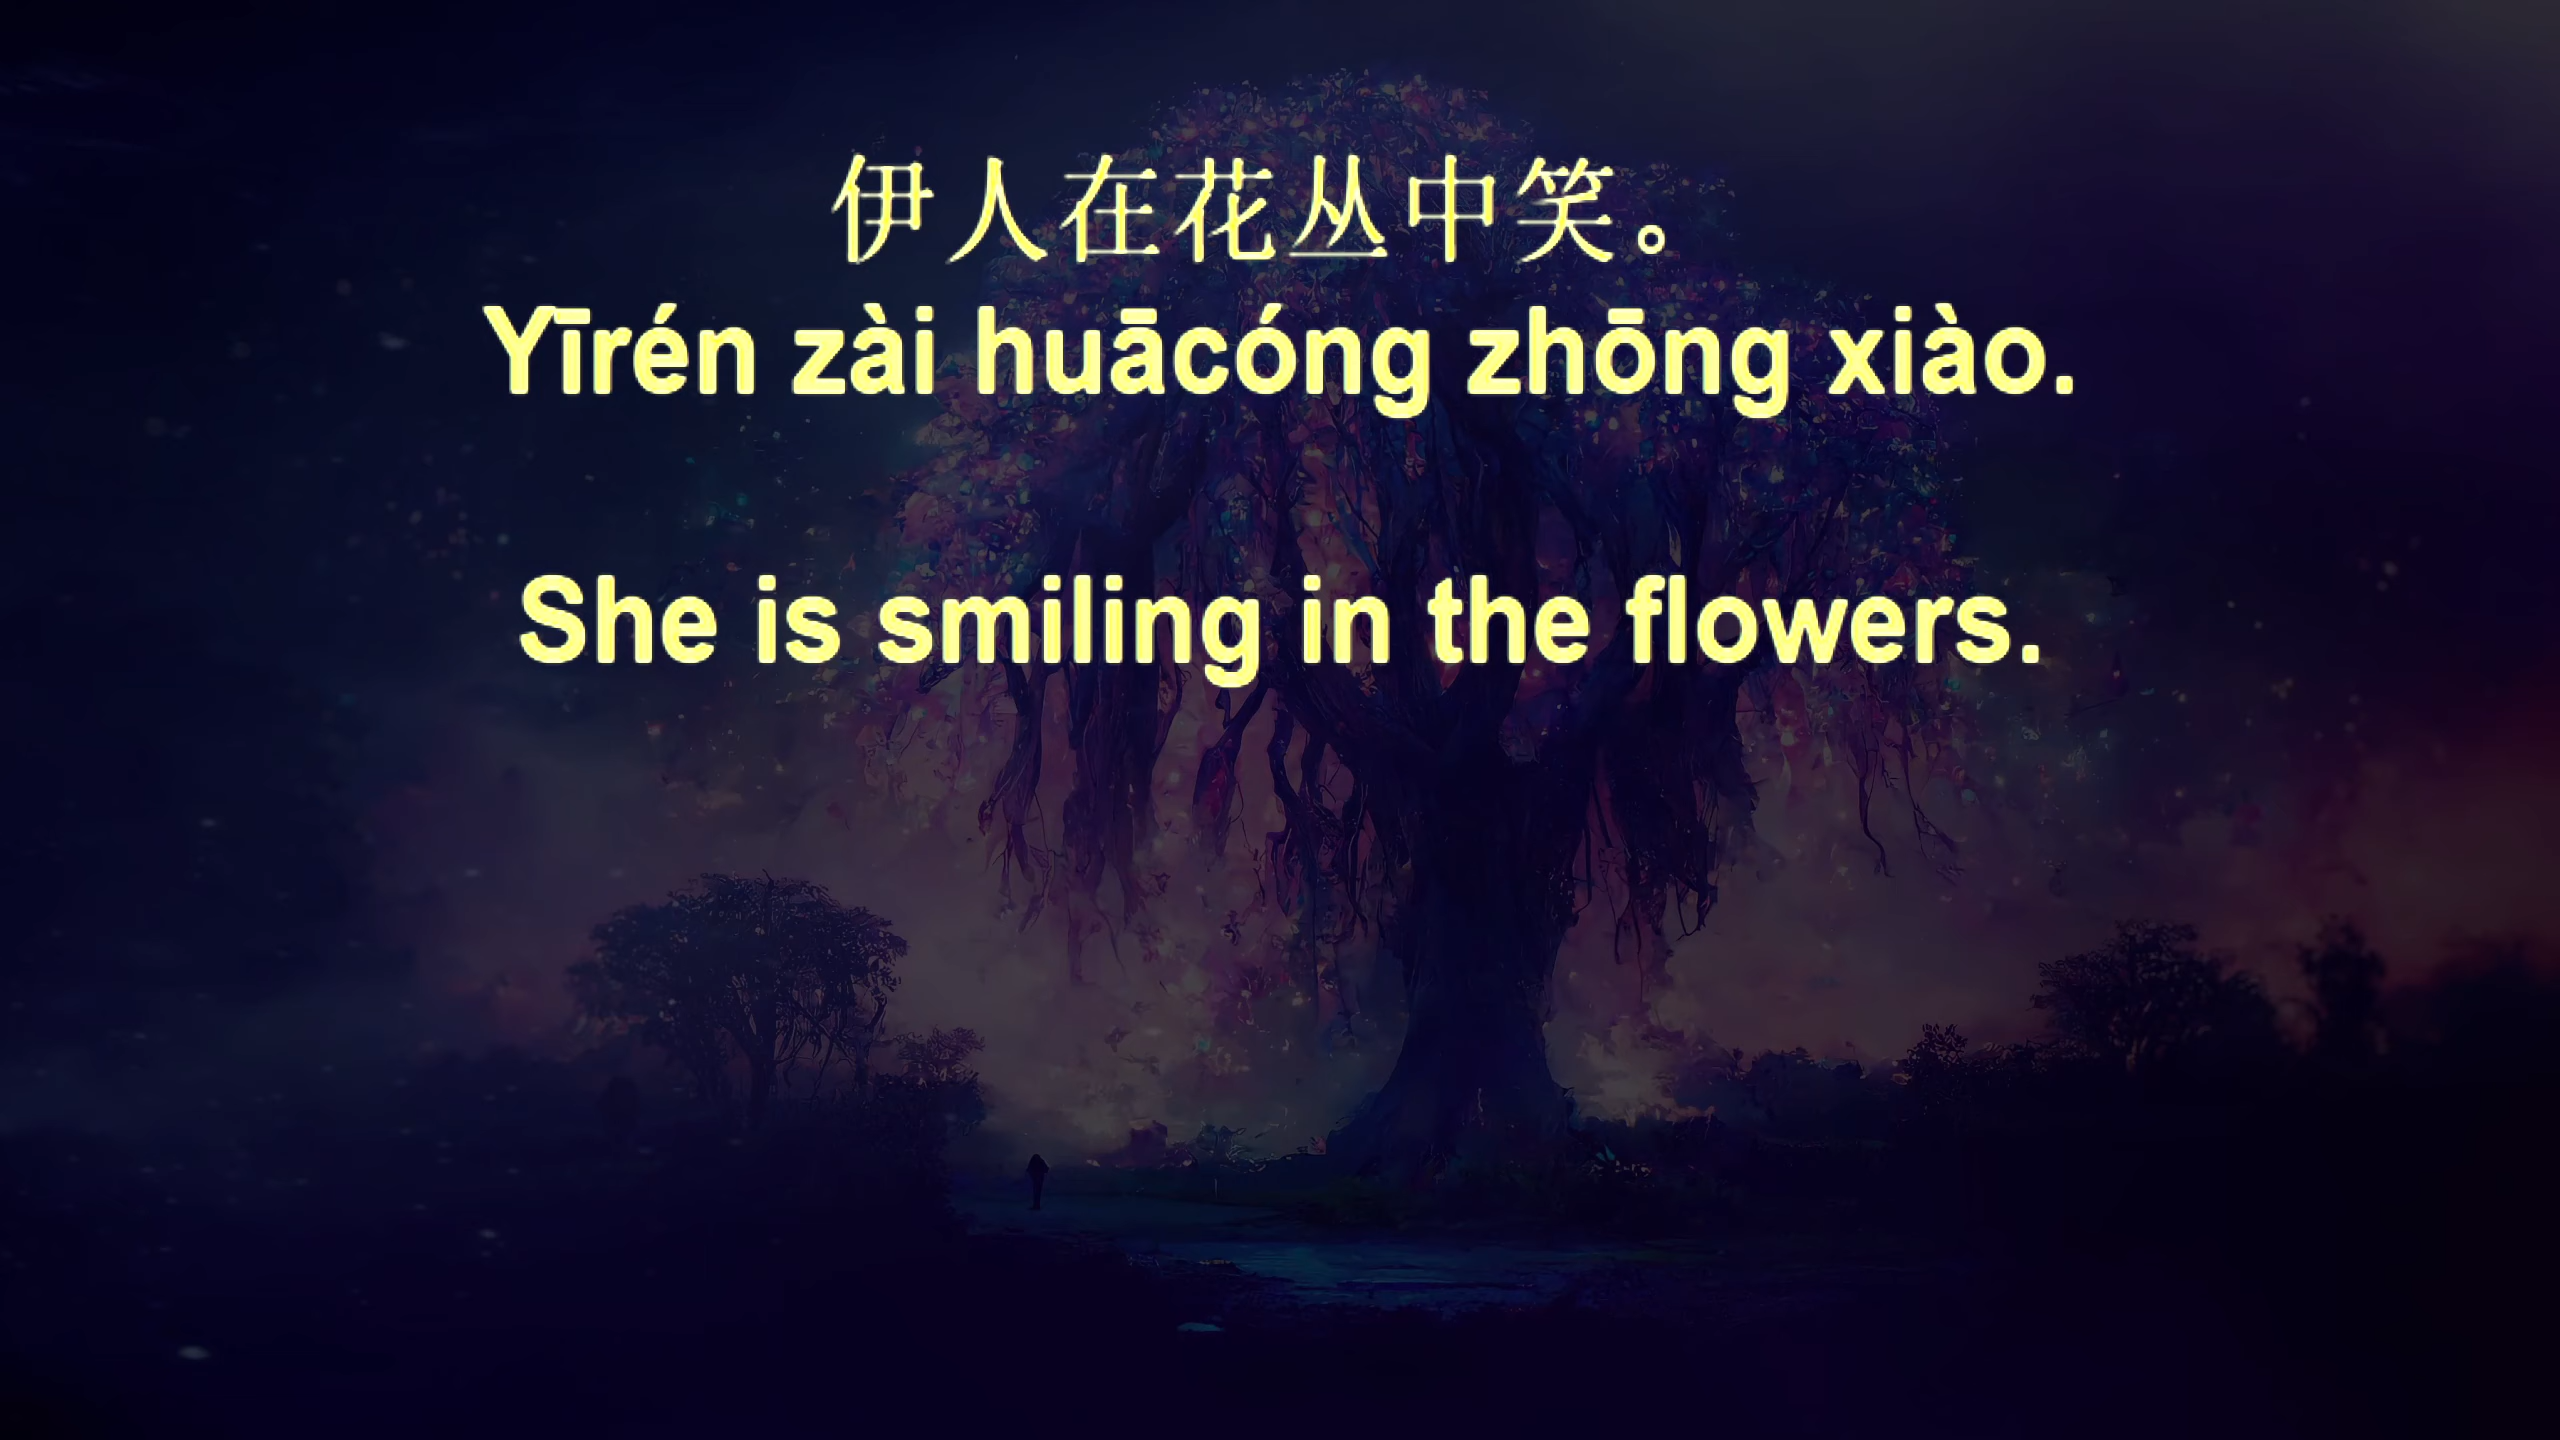 伊人在花丛中笑。
Yīrén zài huācóng zhōng xiào.
She is smiling in the flowers.